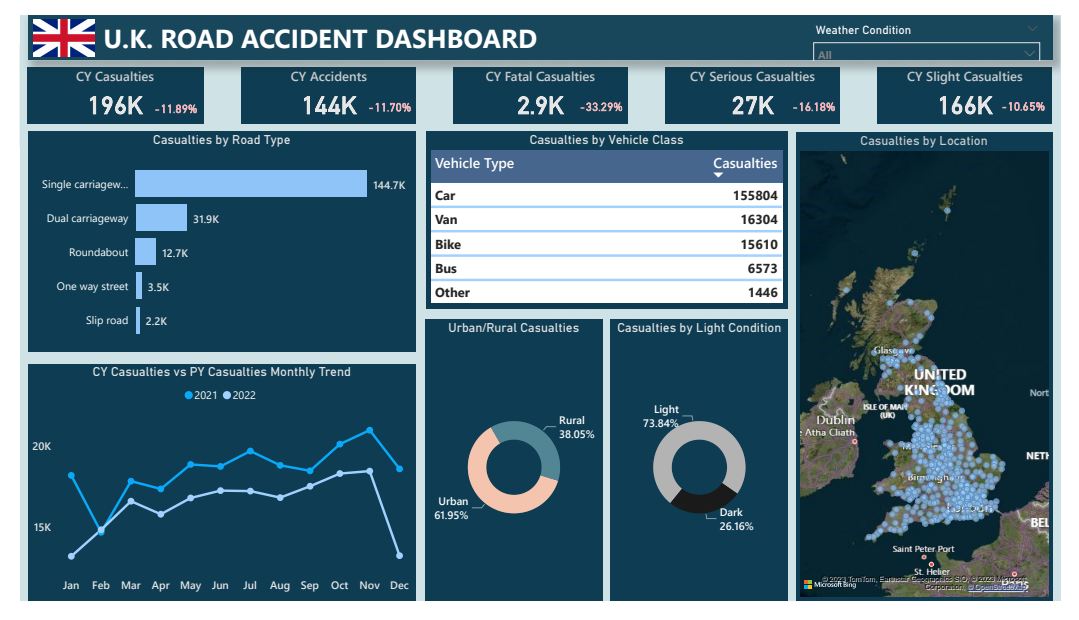 U.K. ROAD ACCIDENT DASHBOARD
Weather Condition
All
CY Casualties
196K -11.89%
CY Accidents
144K -11.70%
CY Fatal Casualties
2.9K -33.29%
CY Serious Casualties
27K -16.18%
CY Slight Casualties
166K -10.65%
Casualties by Road Type
Single carriagew... 144.7K
Dual carriageway 31.9K
Roundabout 12.7K
One way street 3.5K
Slip road 2.2K
CY Casualties vs PY Casualties Monthly Trend
2021 2022
20K
15K
Jan Feb Mar Apr May Jun Jul Aug Sep Oct Nov Dec
Casualties by Vehicle Class
Vehicle Type Casualties
Car 155804
Van 16304
Bike 15610
Bus 6573
Other 1446
Urban/Rural Casualties
Rural
38.05%
Urban
61.95%
Casualties by Light Condition
Light
73.84%
Dark
26.16%
Casualties by Location
Glasgow
UNITED
KINGDOM
Nort
ISLE OF MAN
(UK)
Dublin
Atha Cliath
NETH
BEL
Saint Peter Port
St. Helier
Paris
Microsoft Bing
© 2023 TomTom, Earthstar Geographics SIO, © 2023 Microsoft
Corporation, © OpenStreetMap